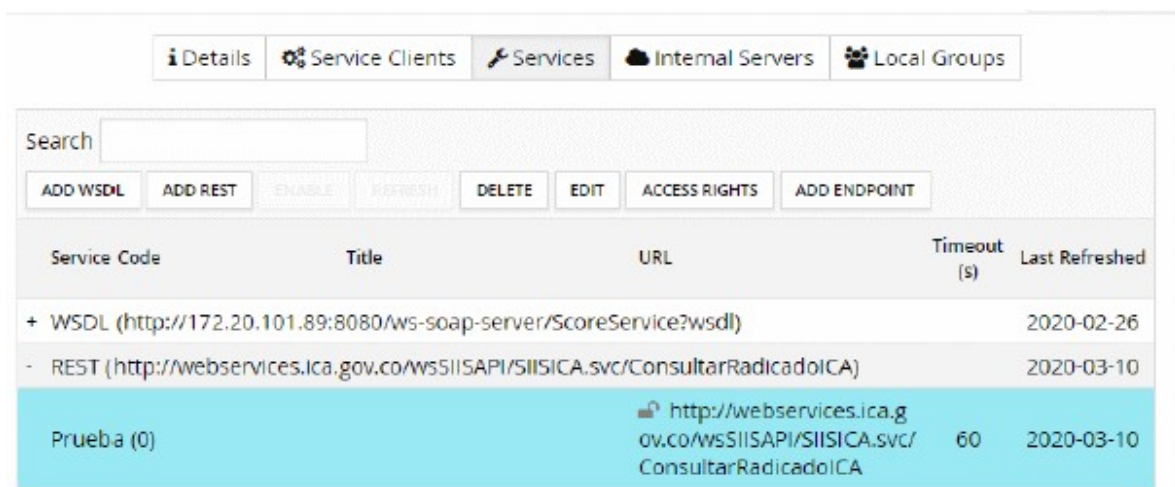 Details Service Clients Services Internal Servers Local Groups
Search
ADD WSDL ADD REST ENABLE REFRESH DELETE EDIT ACCESS RIGHTS ADD ENDPOINT
Service Code Title URL Timeout (s) Last Refreshed
+ WSDL (http://172.20.101.89:8080/ws-soap-server/ScoreService?wsdl) 2020-02-26
- REST (http://webservices.ica.gov.co/wsSIISAPI/SIISICA.svc/ConsultarRadicadoICA) 2020-03-10
Prueba (0) http://webservices.ica.g
ov.co/wsSIISAPI/SIISICA.svc/ 60 2020-03-10
ConsultarRadicadoICA